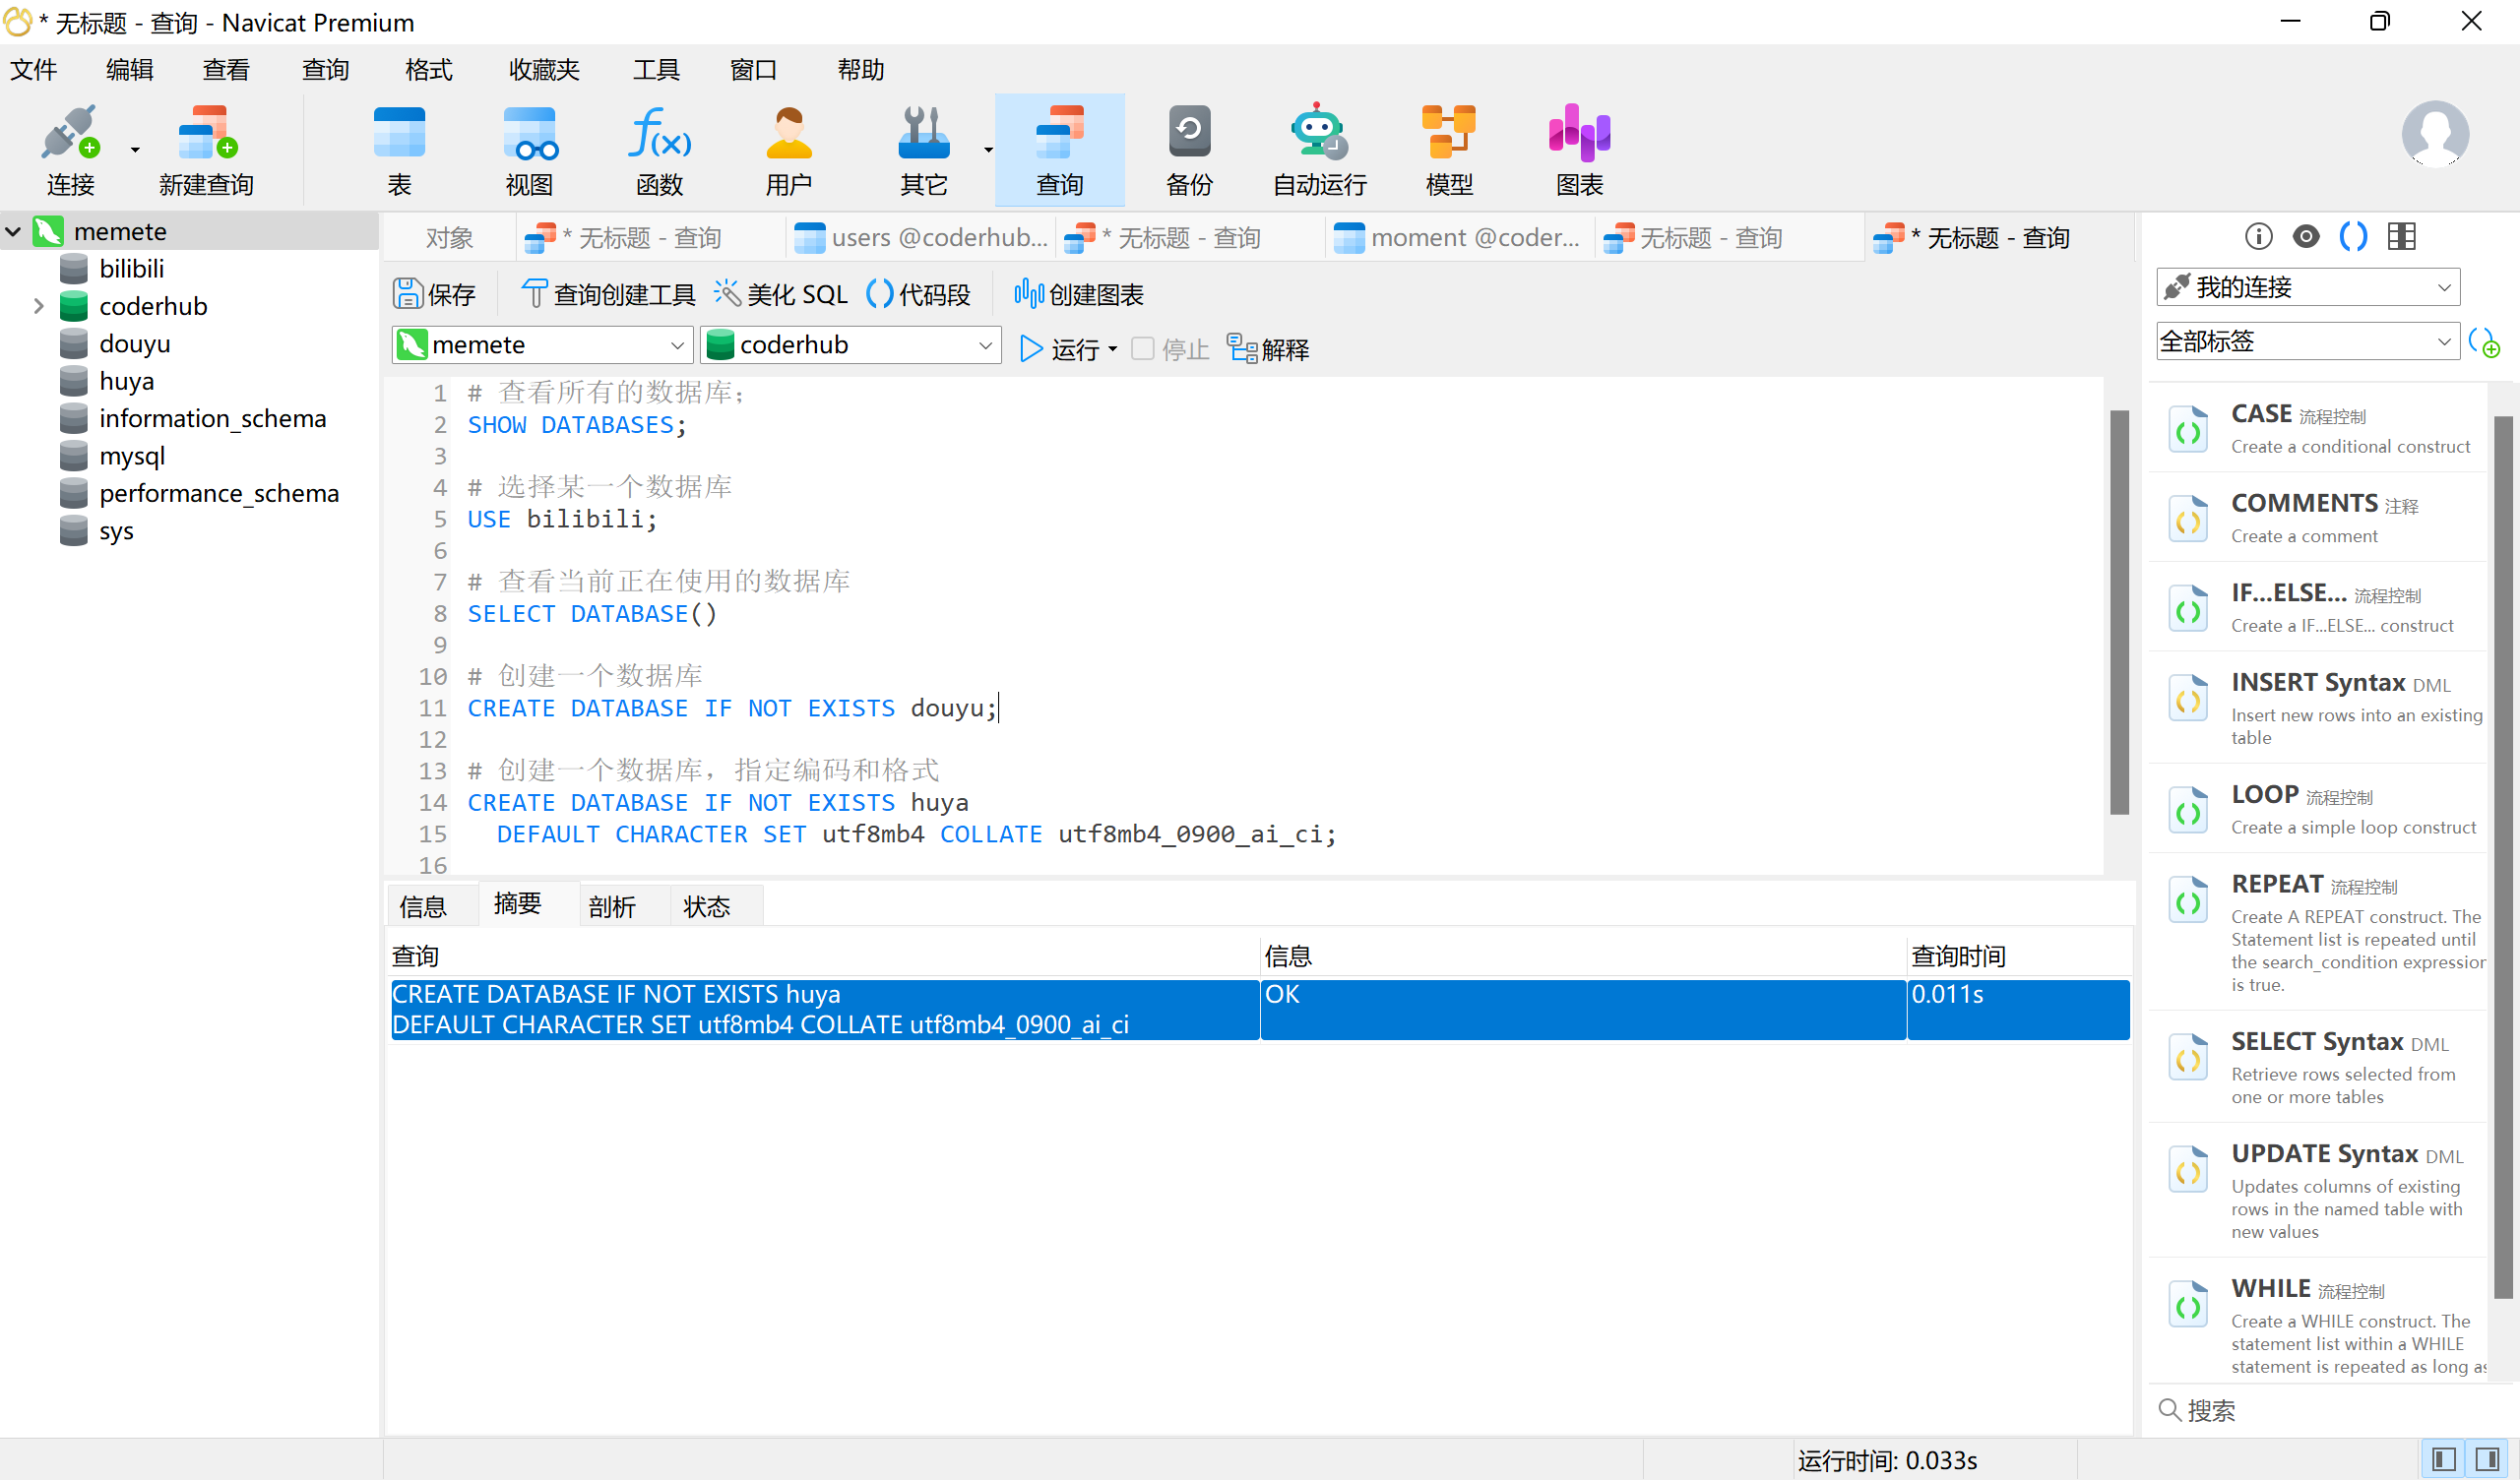 * 无标题 - 查询 - Navicat Premium
文件 编辑 查看 查询 格式 收藏夹 工具 窗口 帮助
连接 新建查询 表 视图 函数 用户 其它 查询 备份 自动运行 模型 图表
memete
bilibili
coderhub
douyu
huya
information_schema
mysql
performance_schema
sys
对象 * 无标题 - 查询 users @coderhub... * 无标题 - 查询 moment @coder... 无标题 - 查询 * 无标题 - 查询
保存 查询创建工具 美化 SQL 代码段 创建图表
memete coderhub 运行 停止 解释
1 # 查看所有的数据库;
2 SHOW DATABASES;
3
4 # 选择某一个数据库
5 USE bilibili;
6
7 # 查看当前正在使用的数据库
8 SELECT DATABASE()
9
10 # 创建一个数据库
11 CREATE DATABASE IF NOT EXISTS douyu;
12
13 # 创建一个数据库，指定编码和格式
14 CREATE DATABASE IF NOT EXISTS huya
15 DEFAULT CHARACTER SET utf8mb4 COLLATE utf8mb4_0900_ai_ci;
16
信息 摘要 剖析 状态
查询 信息 查询时间
CREATE DATABASE IF NOT EXISTS huya OK 0.011s
DEFAULT CHARACTER SET utf8mb4 COLLATE utf8mb4_0900_ai_ci
我的连接
全部标签
CASE 流程控制
Create a conditional construct
COMMENTS 注释
Create a comment
IF...ELSE... 流程控制
Create a IF...ELSE... construct
INSERT Syntax DML
Insert new rows into an existing
table
LOOP 流程控制
Create a simple loop construct
REPEAT 流程控制
Create A REPEAT construct. The
Statement list is repeated until
the search_condition expression
is true.
SELECT Syntax DML
Retrieve rows selected from
one or more tables
UPDATE Syntax DML
Updates columns of existing
rows in the named table with
new values
WHILE 流程控制
Create a WHILE construct. The
statement list within a WHILE
statement is repeated as long as
搜索
运行时间: 0.033s